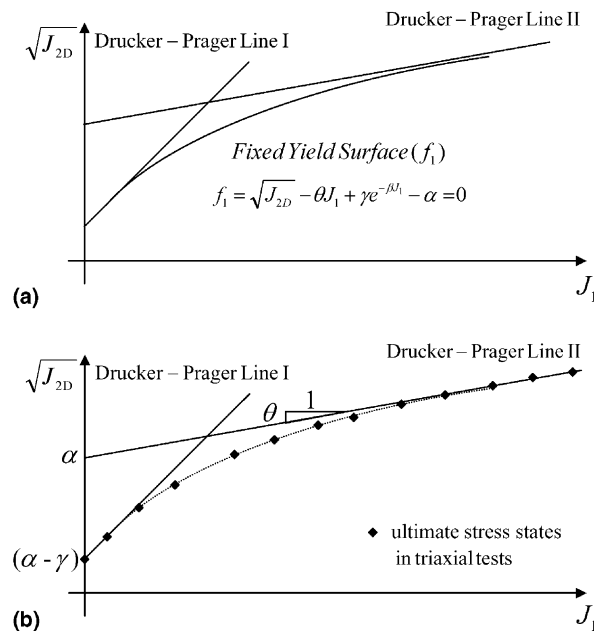 Drucker – Prager Line I
Drucker – Prager Line II
√J2D
Fixed Yield Surface(f1)
f1 = √J2D − θJ1 + γe^−βJ1 − α = 0
J1
(a)
Drucker – Prager Line II
√J2D
Drucker – Prager Line I
1
θ
α
ultimate stress states
in triaxial tests
(α - γ)
J1
(b)